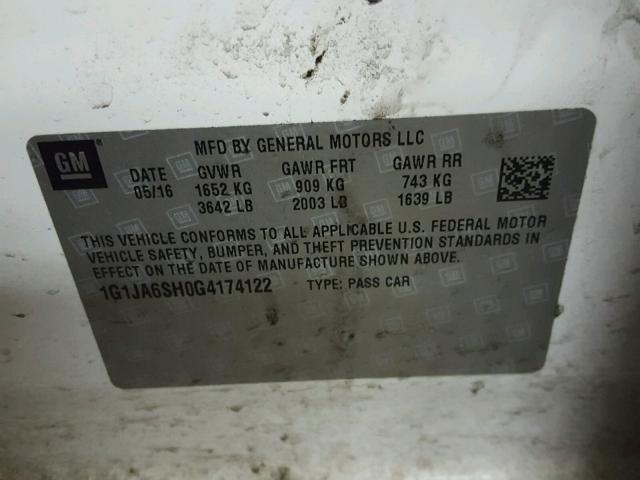 GM
MFD BY GENERAL MOTORS LLC
DATE GVWR GAWR FRT GAWR RR
05/16 1652 KG 909 KG 743 KG
3642 LB 2003 LB 1639 LB
THIS VEHICLE CONFORMS TO ALL APPLICABLE U.S. FEDERAL MOTOR
VEHICLE SAFETY, BUMPER, AND THEFT PREVENTION STANDARDS IN
EFFECT ON THE DATE OF MANUFACTURE SHOWN ABOVE.
1G1JA6SH0G4174122 TYPE: PASS CAR